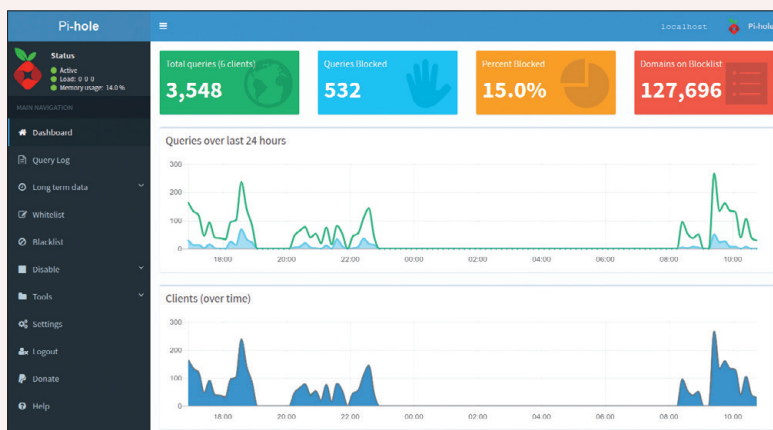 Pi-hole
localhost
Pi-hole
Status
Active
Load: 0 0 0
Memory usage: 14.0 %
MAIN NAVIGATION
Dashboard
Query Log
Long term data
Whitelist
Blacklist
Disable
Tools
Settings
Logout
Donate
Help
Total queries (6 clients)
3,548
Queries Blocked
532
Percent Blocked
15.0%
Domains on Blocklist
127,696
Queries over last 24 hours
300
200
100
0
18:00 20:00 22:00 00:00 02:00 04:00 06:00 08:00 10:00
Clients (over time)
300
200
100
0
18:00 20:00 22:00 00:00 02:00 04:00 06:00 08:00 10:00